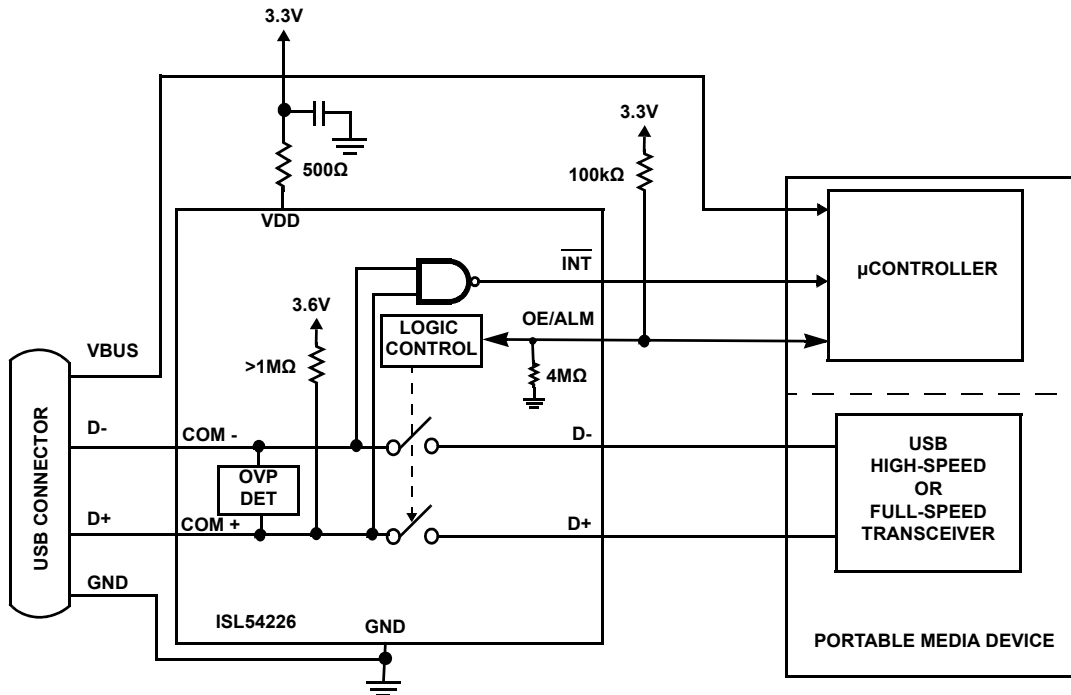 3.3V
500Ω
VDD
3.3V
100kΩ
INT
µCONTROLLER
3.6V
>1MΩ
LOGIC
CONTROL
OE/ALM
4MΩ
USB CONNECTOR
VBUS
D-
COM -
D-
OVP
DET
D+
COM +
D+
USB
HIGH-SPEED
OR
FULL-SPEED
TRANSCEIVER
GND
ISL54226
GND
PORTABLE MEDIA DEVICE